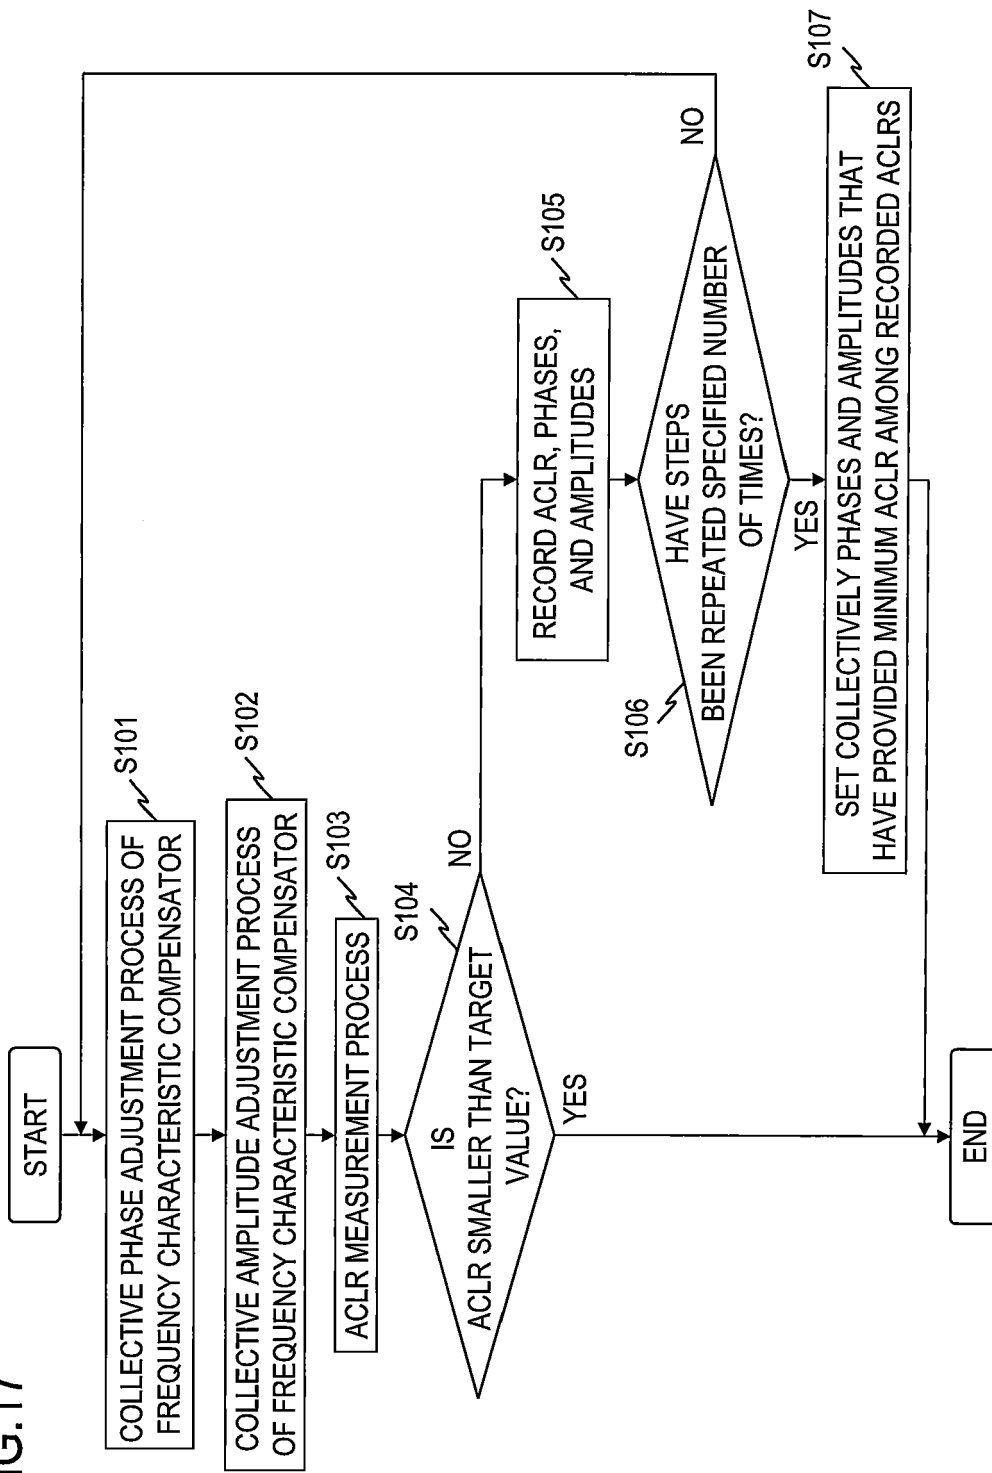 IG.17
START
COLLECTIVE PHASE ADJUSTMENT PROCESS OF
FREQUENCY CHARACTERISTIC COMPENSATOR
S101
COLLECTIVE AMPLITUDE ADJUSTMENT PROCESS
OF FREQUENCY CHARACTERISTIC COMPENSATOR
S102
ACLR MEASUREMENT PROCESS
S103
IS
ACLR SMALLER THAN TARGET
VALUE?
S104
NO
YES
RECORD ACLR, PHASES,
AND AMPLITUDES
S105
HAVE STEPS
BEEN REPEATED SPECIFIED NUMBER
OF TIMES?
S106
NO
YES
SET COLLECTIVELY PHASES AND AMPLITUDES THAT
HAVE PROVIDED MINIMUM ACLR AMONG RECORDED ACLRS
S107
END